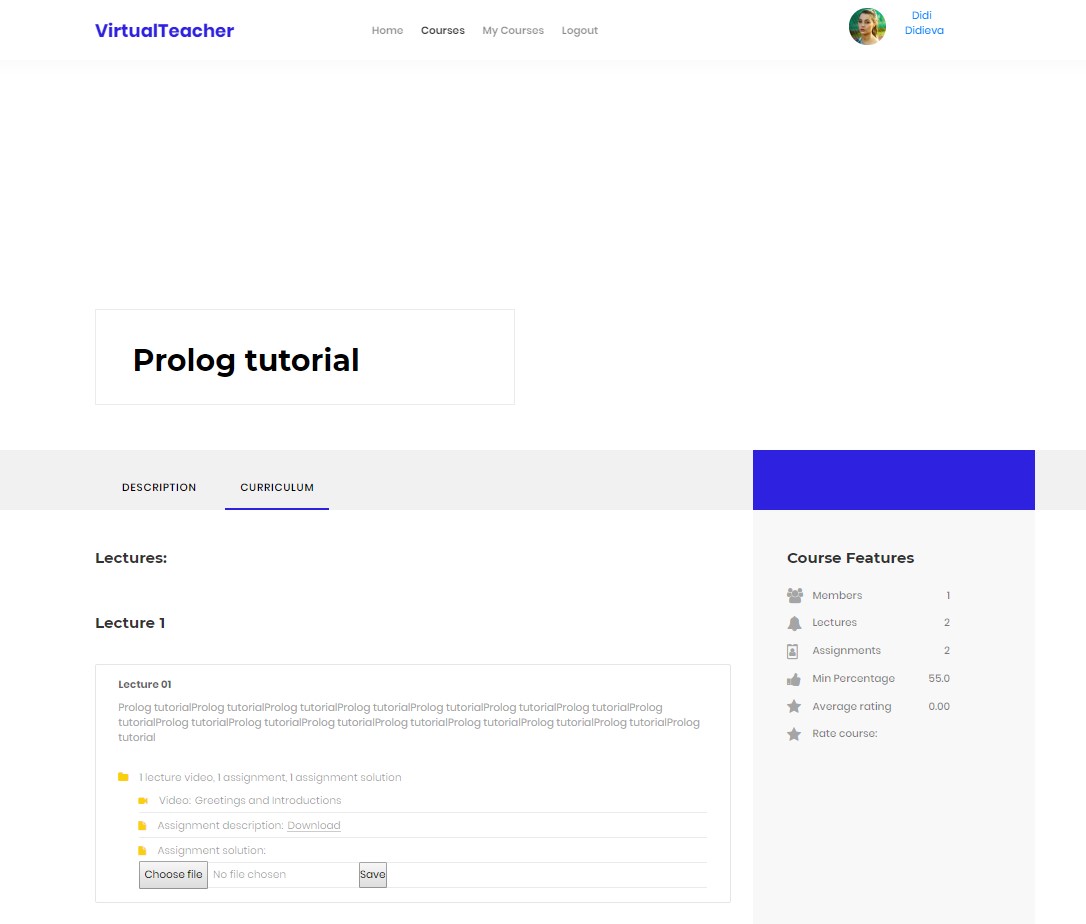 VirtualTeacher
Home Courses My Courses Logout
Didi
Didieva
Prolog tutorial
DESCRIPTION CURRICULUM
Lectures:
Lecture 1
Lecture 01
Prolog tutorialProlog tutorialProlog tutorialProlog tutorialProlog tutorialProlog tutorialProlog tutorialProlog
tutorialProlog tutorialProlog tutorialProlog tutorialProlog tutorialProlog tutorialProlog tutorialProlog tutorialProlog
tutorial
1 lecture video, 1 assignment, 1 assignment solution
Video: Greetings and Introductions
Assignment description: Download
Assignment solution:
Choose file No file chosen Save
Course Features
Members 1
Lectures 2
Assignments 2
Min Percentage 55.0
Average rating 0.00
Rate course: